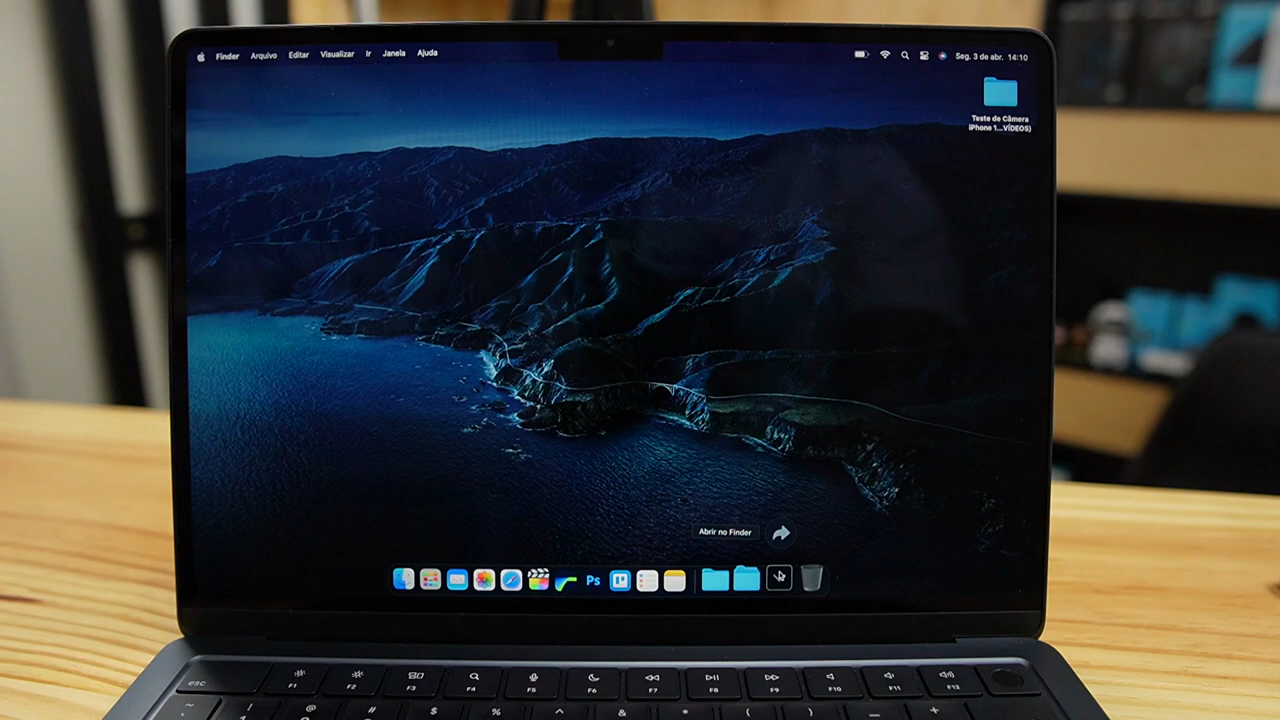 Finder Arquivo Editar Visualizar Ir Janela Ajuda
Seg. 3 de abr. 14:10
Teste de Câmera
iPhone 1...VÍDEOS)
Abrir no Finder
Ps
esc F1 F2 F3 F4 F5 F6 F7 F8 F9 F10 F11 F12
~ ! @ # $ % ^ & * ( ) _ +